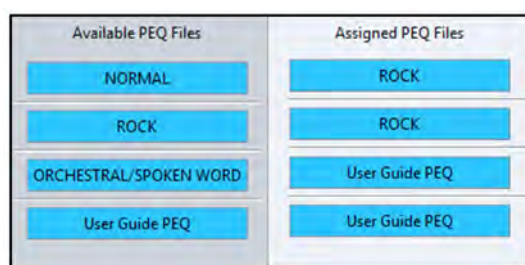 Available PEQ Files
Assigned PEQ Files
NORMAL
ROCK
ROCK
ROCK
ORCHESTRAL/SPOKEN WORD
User Guide PEQ
User Guide PEQ
User Guide PEQ